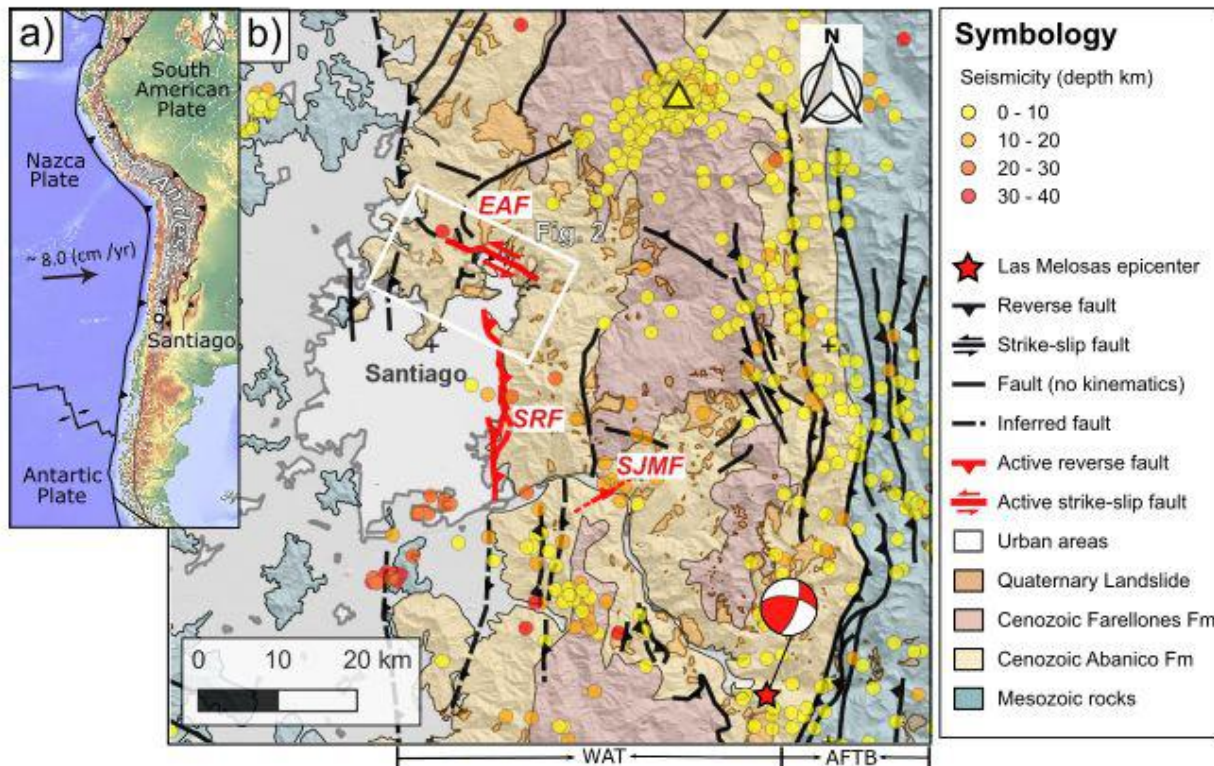 a)
South
American
Plate
Nazca
Plate
Andes
~ 8.0 (cm /yr)
Santiago
Antartic
Plate
b)
N
EAF
Fig. 2
Santiago
SRF
SJMF
0 10 20 km
WAT
AFTB
Symbology
Seismicity (depth km)
0 - 10
10 - 20
20 - 30
30 - 40
Las Melosas epicenter
Reverse fault
Strike-slip fault
Fault (no kinematics)
Inferred fault
Active reverse fault
Active strike-slip fault
Urban areas
Quaternary Landslide
Cenozoic Farellones Fm
Cenozoic Abanico Fm
Mesozoic rocks